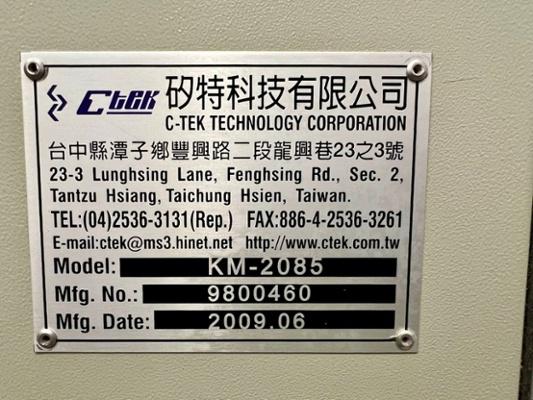 Ctek 矽特科技有限公司
C-TEK TECHNOLOGY CORPORATION
台中縣潭子鄉豐興路二段龍興巷23之3號
23-3 Lunghsing Lane, Fenghsing Rd., Sec. 2,
Tantzu Hsiang, Taichung Hsien, Taiwan.
TEL:(04)2536-3131(Rep.) FAX:886-4-2536-3261
E-mail:ctek@ms3.hinet.net http://www.ctek.com.tw
Model: KM-2085
Mfg. No.: 9800460
Mfg. Date: 2009.06